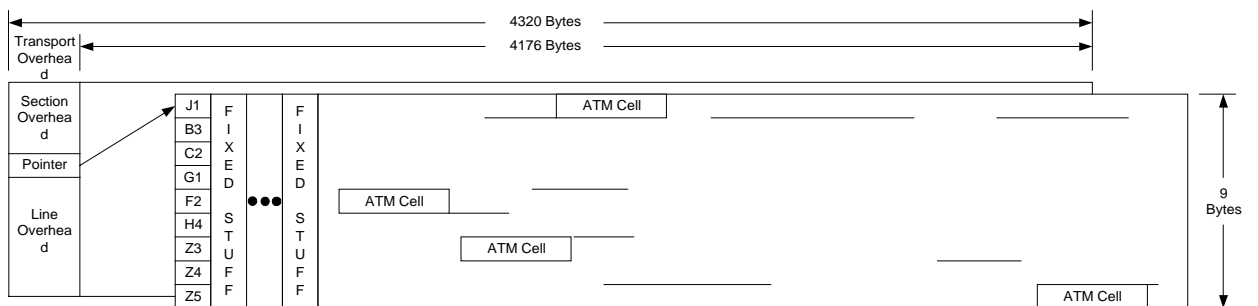 4320 Bytes
Transport
Overhea
d
4176 Bytes
Section
Overhea
d
Pointer
Line
Overhea
d
J1
B3
C2
G1
F2
H4
Z3
Z4
Z5
F
I
X
E
D
S
T
U
F
F
F
I
X
E
D
S
T
U
F
F
ATM Cell
ATM Cell
ATM Cell
ATM Cell
9
Bytes